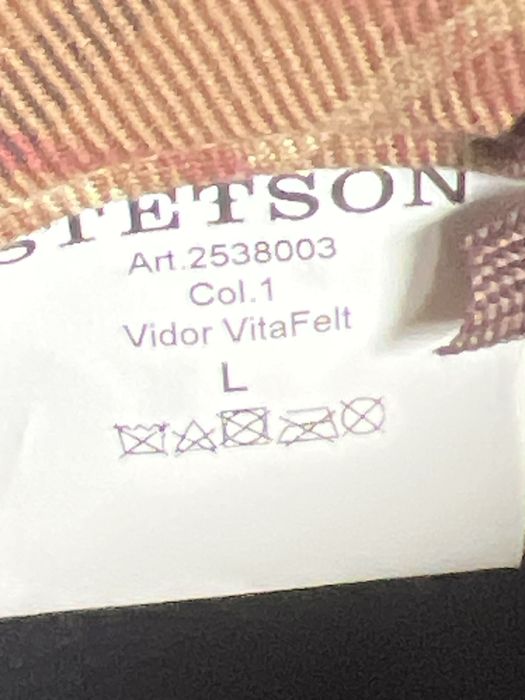 STETSON
Art.2538003
Col.1
Vidor VitaFelt
L